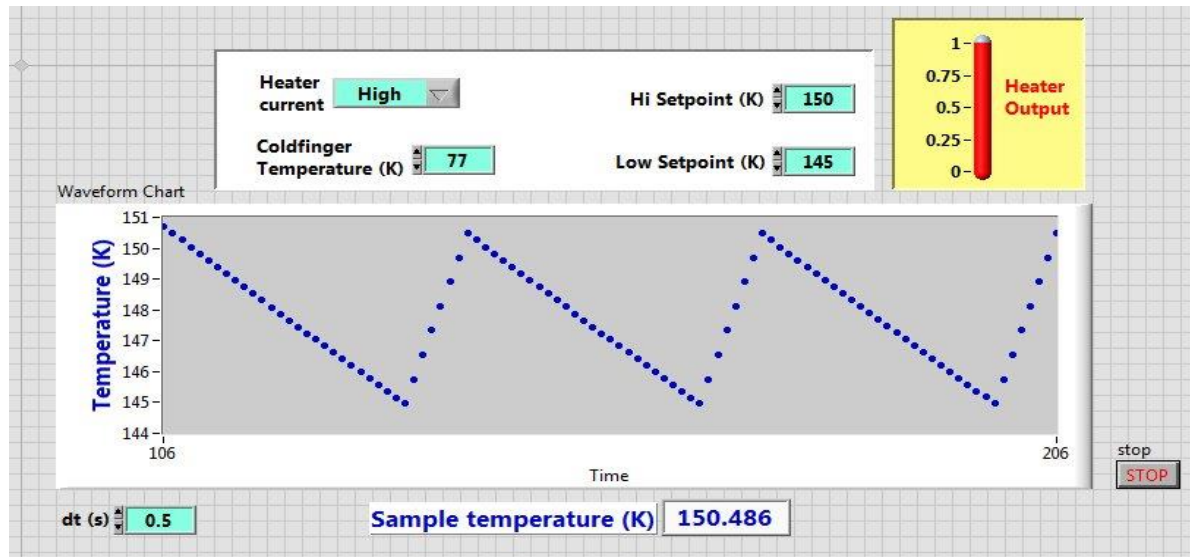 Heater
current
High
Hi Setpoint (K)
150
Coldfinger
Temperature (K)
77
Low Setpoint (K)
145
1
0.75
0.5
0.25
0
Heater
Output
Waveform Chart
Temperature (K)
151
150
149
148
147
146
145
144
106
206
Time
stop
STOP
dt (s)
0.5
Sample temperature (K)
150.486